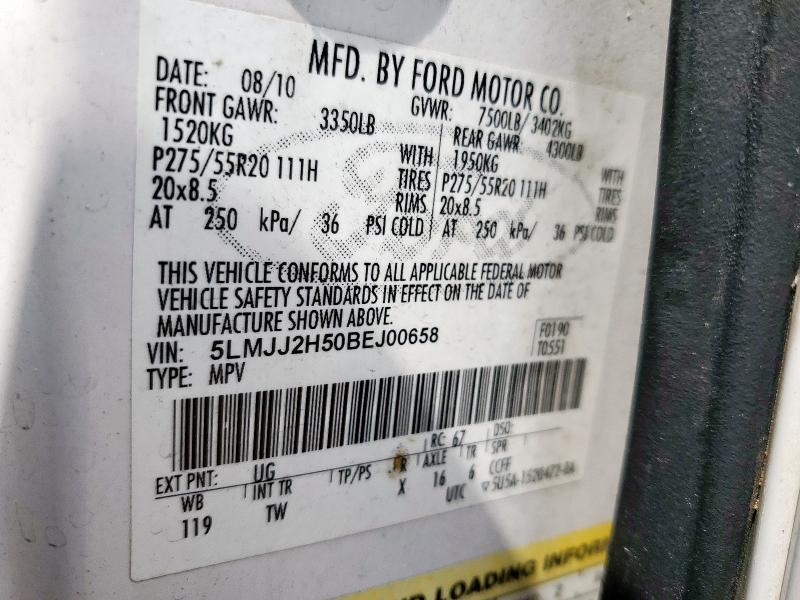 MFD. BY FORD MOTOR CO.
DATE: 08/10 GVWR: 7500LB/ 3402KG
FRONT GAWR: 3350LB REAR GAWR: 4300LB
1520KG WITH 1950KG WITH
P275/55R20 111H TIRES P275/55R20 111H TIRES
20x8.5 RIMS 20x8.5 RIMS
AT 250 kPa/ 36 PSI COLD AT 250 kPa/ 36 PSI COLD
THIS VEHICLE CONFORMS TO ALL APPLICABLE FEDERAL MOTOR
VEHICLE SAFETY STANDARDS IN EFFECT ON THE DATE OF
MANUFACTURE SHOWN ABOVE.
VIN: 5LMJJ2H50BEJ00658 F0190
TYPE: MPV T0551
RC: 67 DSO:
EXT PNT: UG AXLE TR SPR
WB INT TR TP/PS R 16 6 CCFF
119 TW X UTC 5U5A-1520472-BA
LOADING